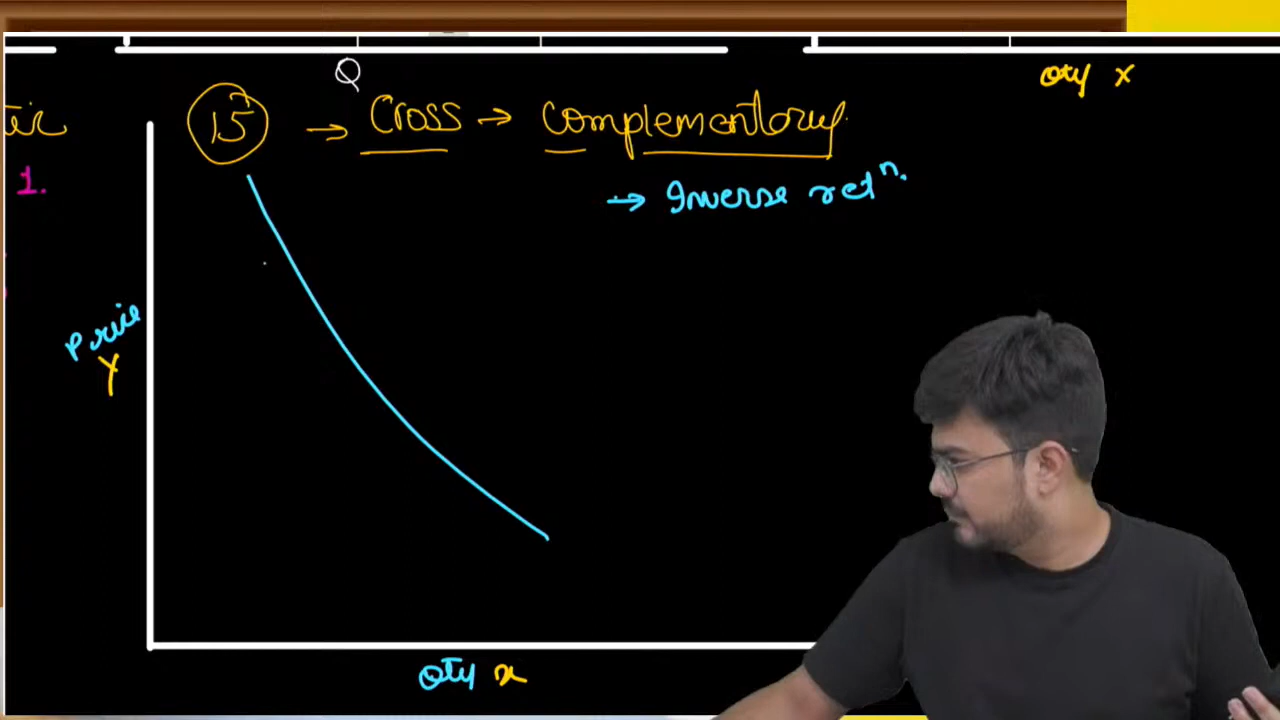 Q
Qty x
15 → Cross → Complementary
1.
→ Inverse relⁿ.
Price
Y
Qty x